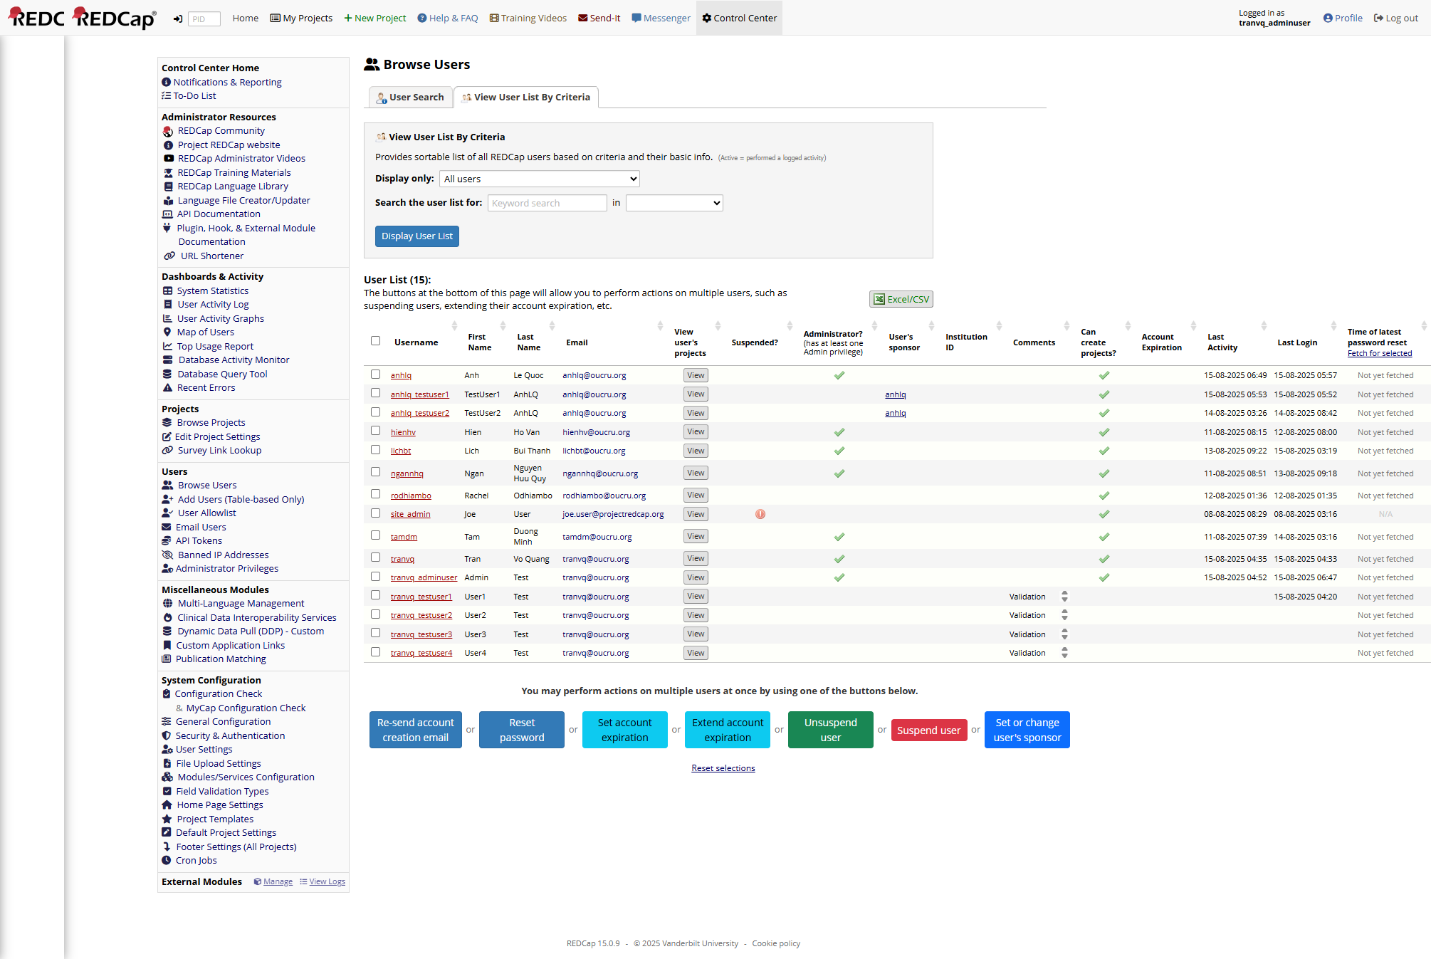 REDC REDCap® PID Home My Projects New Project Help & FAQ Training Videos Send-It Messenger Control Center Logged in as tranvq_adminuser Profile Log out
Control Center Home
Notifications & Reporting
To-Do List
Administrator Resources
REDCap Community
Project REDCap website
REDCap Administrator Videos
REDCap Training Materials
REDCap Language Library
Language File Creator/Updater
API Documentation
Plugin, Hook, & External Module
Documentation
URL Shortener
Dashboards & Activity
System Statistics
User Activity Log
User Activity Graphs
Map of Users
Top Usage Report
Database Activity Monitor
Database Query Tool
Recent Errors
Projects
Browse Projects
Edit Project Settings
Survey Link Lookup
Users
Browse Users
Add Users (Table-based Only)
User Allowlist
Email Users
API Tokens
Banned IP Addresses
Administrator Privileges
Miscellaneous Modules
Multi-Language Management
Clinical Data Interoperability Services
Dynamic Data Pull (DDP) - Custom
Custom Application Links
Publication Matching
System Configuration
Configuration Check
& MyCap Configuration Check
General Configuration
Security & Authentication
User Settings
File Upload Settings
Modules/Services Configuration
Field Validation Types
Home Page Settings
Project Templates
Default Project Settings
Footer Settings (All Projects)
Cron Jobs
External Modules Manage View Logs
Browse Users
User Search View User List By Criteria
View User List By Criteria
Provides sortable list of all REDCap users based on criteria and their basic info. (Active = performed a logged activity)
Display only: All users
Search the user list for: Keyword search in
Display User List
User List (15):
The buttons at the bottom of this page will allow you to perform actions on multiple users, such as
suspending users, extending their account expiration, etc.
Excel/CSV
Username First Name Last Name Email View user's projects Suspended? Administrator? (has at least one Admin privilege) User's sponsor Institution ID Comments Can create projects? Account Expiration Last Activity Last Login Time of latest password reset Fetch for selected
anhlq Anh Le Quoc anhlq@oucru.org View 15-08-2025 06:49 15-08-2025 05:57 Not yet fetched
anhlq_testuser1 TestUser1 AnhLQ anhlq@oucru.org View anhlq 15-08-2025 05:53 15-08-2025 05:52 Not yet fetched
anhlq_testuser2 TestUser2 AnhLQ anhlq@oucru.org View anhlq 14-08-2025 03:26 14-08-2025 08:42 Not yet fetched
hienhv Hien Ho Van hienhv@oucru.org View 11-08-2025 08:15 12-08-2025 08:00 Not yet fetched
lichbt Lich Bui Thanh lichbt@oucru.org View 13-08-2025 09:22 15-08-2025 03:19 Not yet fetched
ngannhq Ngan Nguyen Huu Quy ngannhq@oucru.org View 11-08-2025 08:51 13-08-2025 09:18 Not yet fetched
rodhiambo Rachel Odhiambo rodhiambo@oucru.org View 12-08-2025 01:36 12-08-2025 01:35 Not yet fetched
site_admin Joe User joe.user@projectredcap.org View 08-08-2025 08:29 08-08-2025 03:16 N/A
tamdm Tam Duong Minh tamdm@oucru.org View 11-08-2025 07:39 14-08-2025 03:16 Not yet fetched
tranvq Tran Vo Quang tranvq@oucru.org View 15-08-2025 04:35 15-08-2025 04:33 Not yet fetched
tranvq_adminuser Admin Test tranvq@oucru.org View 15-08-2025 04:52 15-08-2025 06:47 Not yet fetched
tranvq_testuser1 User1 Test tranvq@oucru.org View Validation 15-08-2025 04:20 Not yet fetched
tranvq_testuser2 User2 Test tranvq@oucru.org View Validation Not yet fetched
tranvq_testuser3 User3 Test tranvq@oucru.org View Validation Not yet fetched
tranvq_testuser4 User4 Test tranvq@oucru.org View Validation Not yet fetched
You may perform actions on multiple users at once by using one of the buttons below.
Re-send account creation email or Reset password or Set account expiration or Extend account expiration or Unsuspend user or Suspend user or Set or change user's sponsor
Reset selections
REDCap 15.0.9 - © 2025 Vanderbilt University - Cookie policy